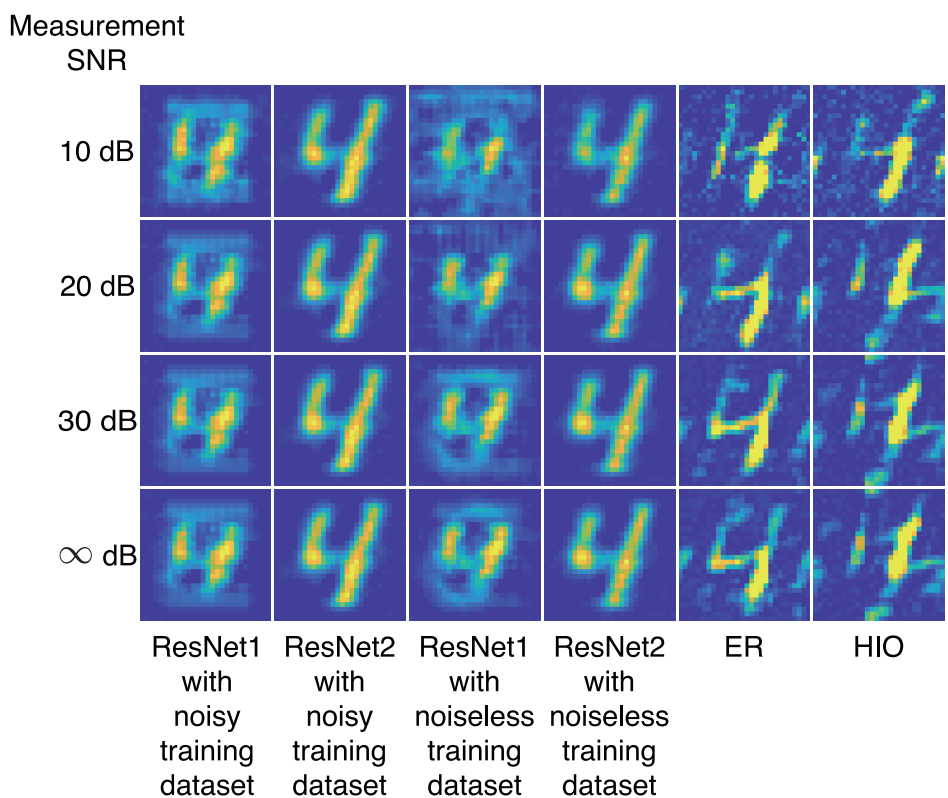 Measurement
SNR
10 dB
20 dB
30 dB
∞ dB
ResNet1
with
noisy
training
dataset
ResNet2
with
noisy
training
dataset
ResNet1
with
noiseless
training
dataset
ResNet2
with
noiseless
training
dataset
ER
HIO